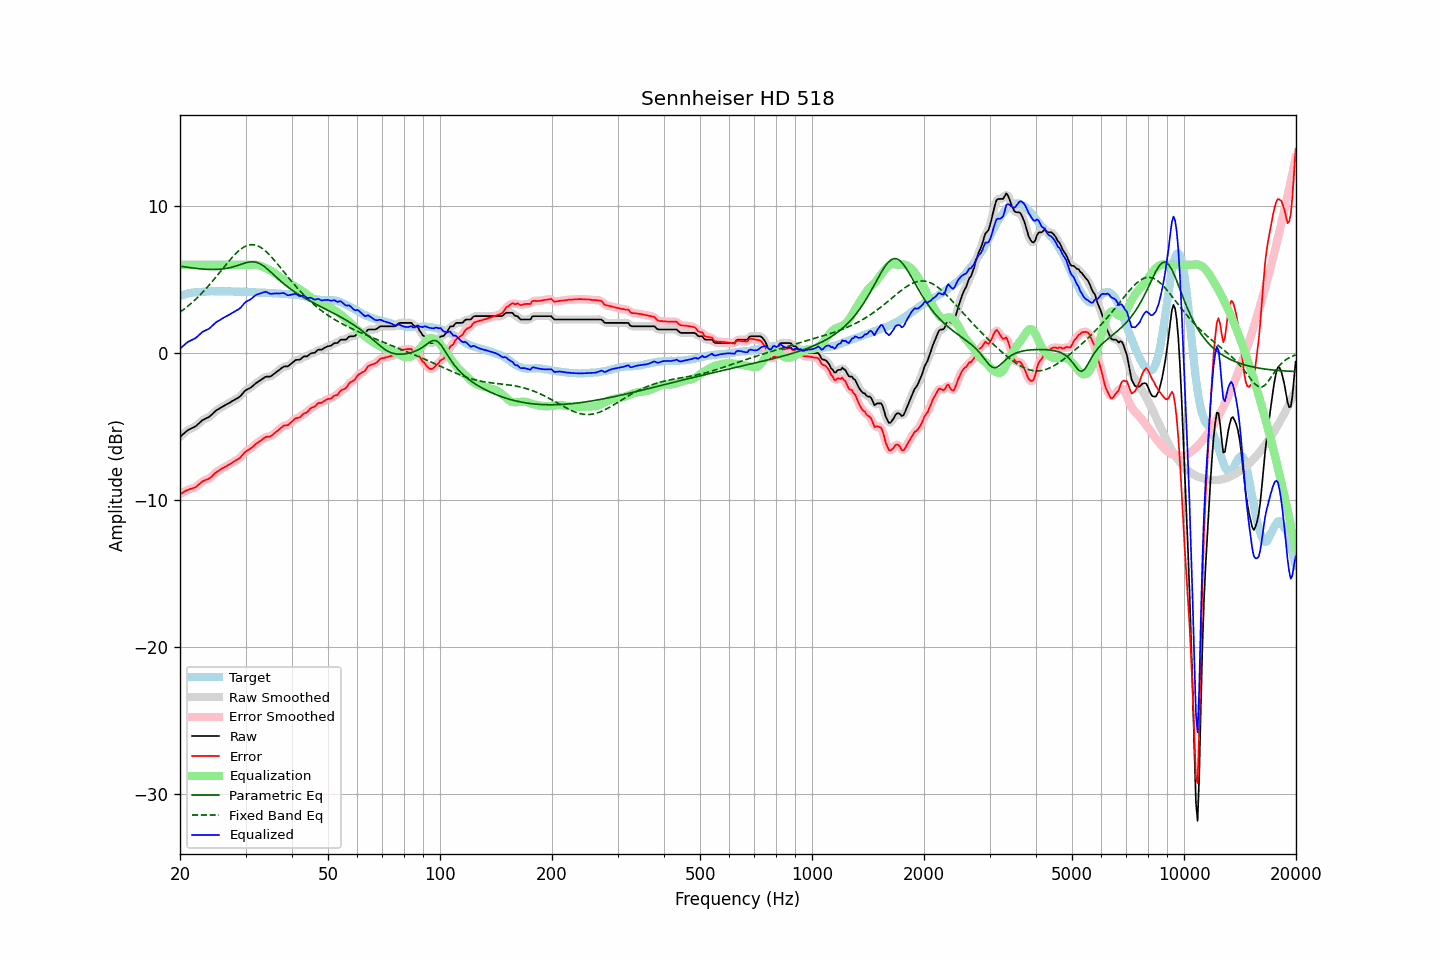 Sennheiser HD 518
Amplitude (dBr)
10
0
−10
−20
−30
Target
Raw Smoothed
Error Smoothed
Raw
Error
Equalization
Parametric Eq
Fixed Band Eq
Equalized
20 50 100 200 500 1000 2000 5000 10000 20000
Frequency (Hz)